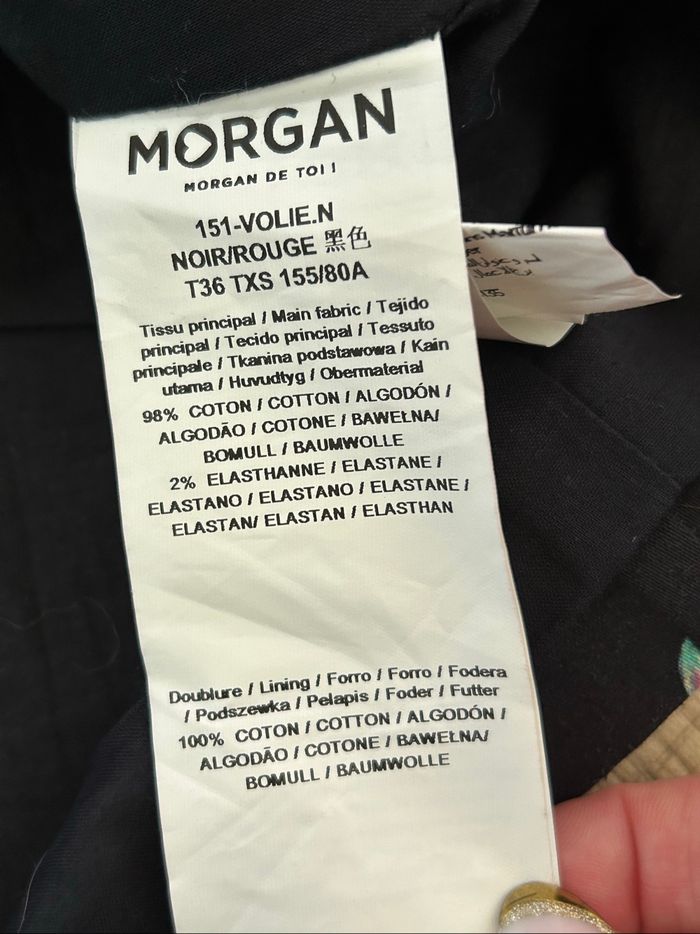 MORGAN
MORGAN DE TOI !
151-VOLIE.N
NOIR/ROUGE 黑色
T36 TXS 155/80A
Tissu principal / Main fabric / Tejido
principal / Tecido principal / Tessuto
principale / Tkanina podstawowa / Kain
utama / Huvudtyg / Obermaterial
98% COTON / COTTON / ALGODÓN /
ALGODÃO / COTONE / BAWEŁNA/
BOMULL / BAUMWOLLE
2% ELASTHANNE / ELASTANE /
ELASTANO / ELASTANO / ELASTANE /
ELASTAN/ ELASTAN / ELASTHAN
Doublure / Lining / Forro / Forro / Fodera
/ Podszewka / Pelapis / Foder / Futter
100% COTON / COTTON / ALGODÓN /
ALGODÃO / COTONE / BAWEŁNA/
BOMULL / BAUMWOLLE